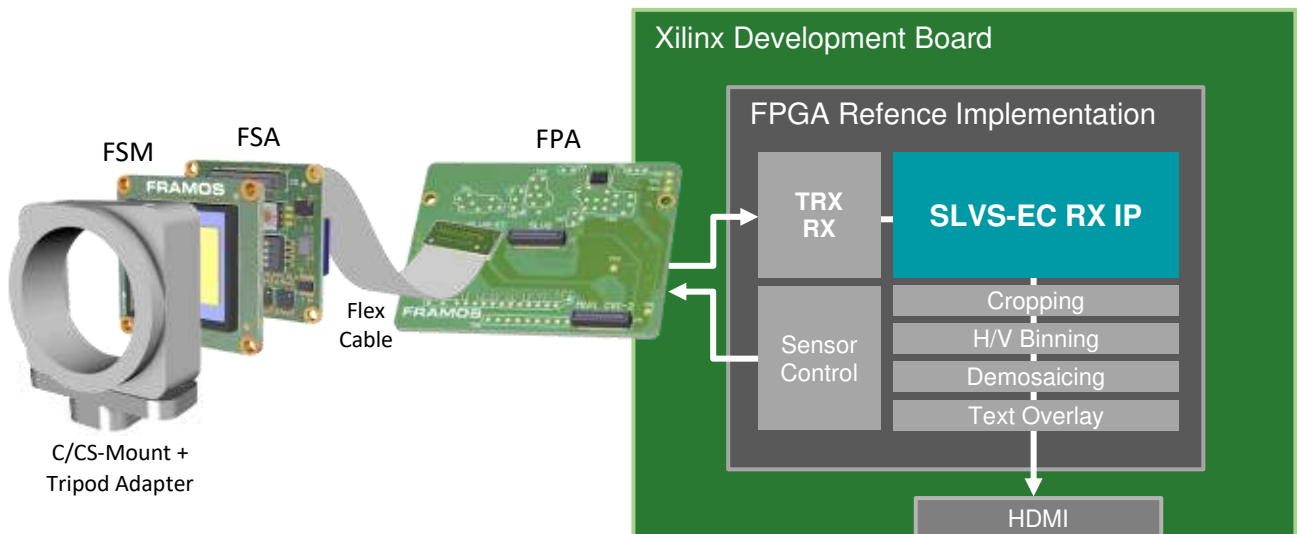 Xilinx Development Board
FPGA Refence Implementation
FSM
FSA
FPA
FRAMOS
SLVS
FRAMOS
Flex
Cable
C/CS-Mount +
Tripod Adapter
TRX
RX
SLVS-EC RX IP
Sensor
Control
Cropping
H/V Binning
Demosaicing
Text Overlay
HDMI